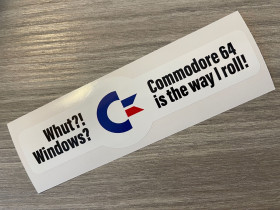 Whut?!
Windows?
Commodore 64
is the way I roll!